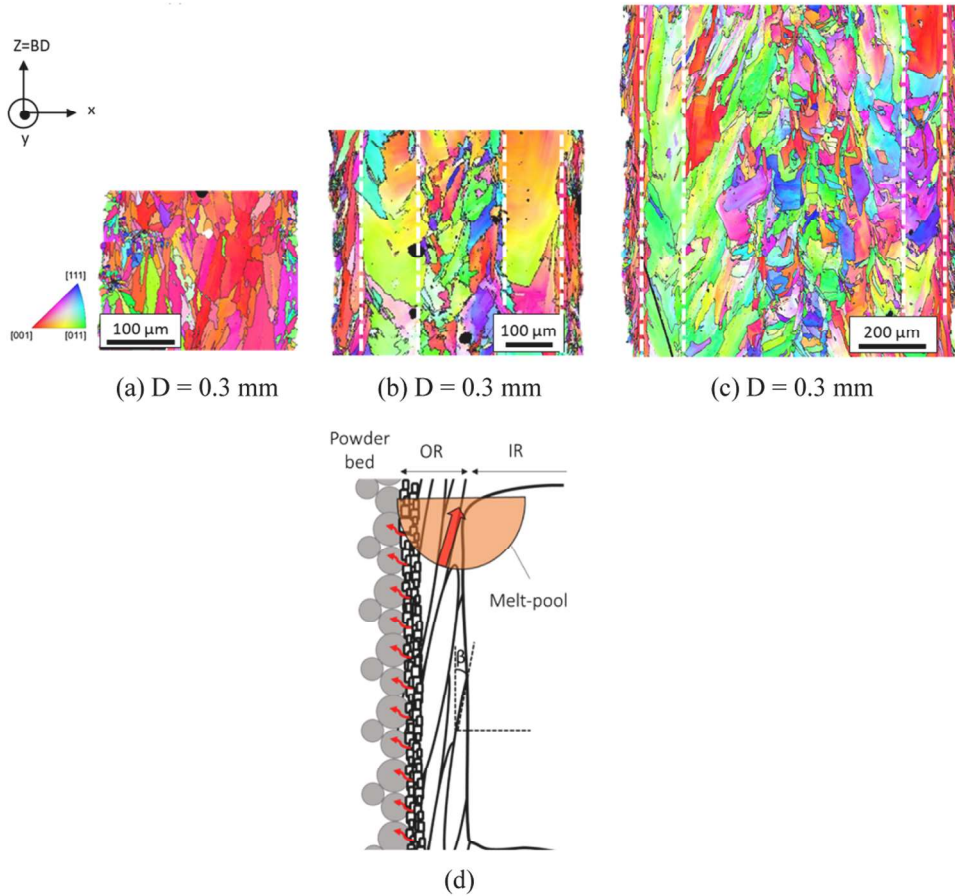 Z=BD
x
y
[111]
[001]
[011]
100 µm
100 µm
200 µm
(a) D = 0.3 mm
(b) D = 0.3 mm
(c) D = 0.3 mm
Powder
bed
OR
IR
Melt-pool
β
(d)